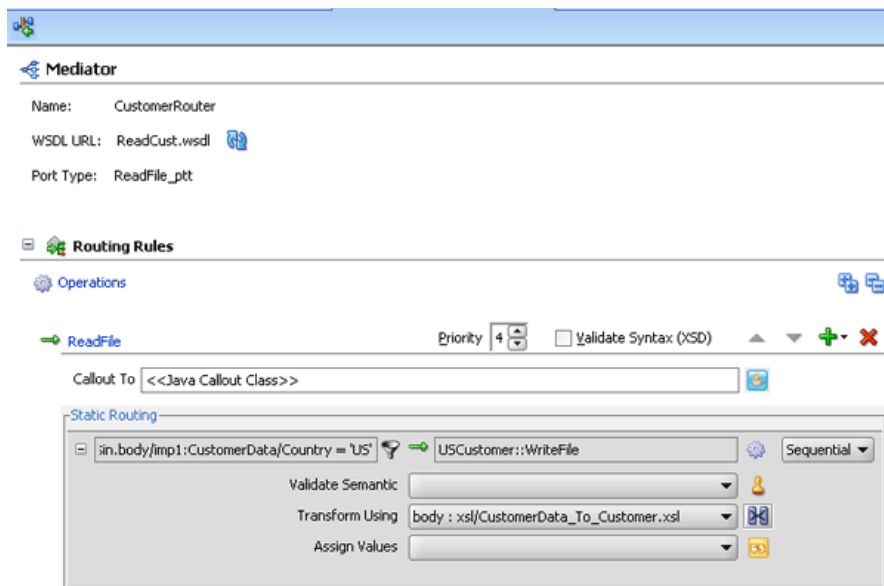 Mediator
Name: CustomerRouter
WSDL URL: ReadCust.wsdl
Port Type: ReadFile_ptt
Routing Rules
Operations
ReadFile Priority 4 Validate Syntax (XSD)
Callout To <<Java Callout Class>>
Static Routing
in.body/imp1:CustomerData/Country = 'US' USCustomer::WriteFile Sequential
Validate Semantic
Transform Using body : xsl/CustomerData_To_Customer.xsl
Assign Values